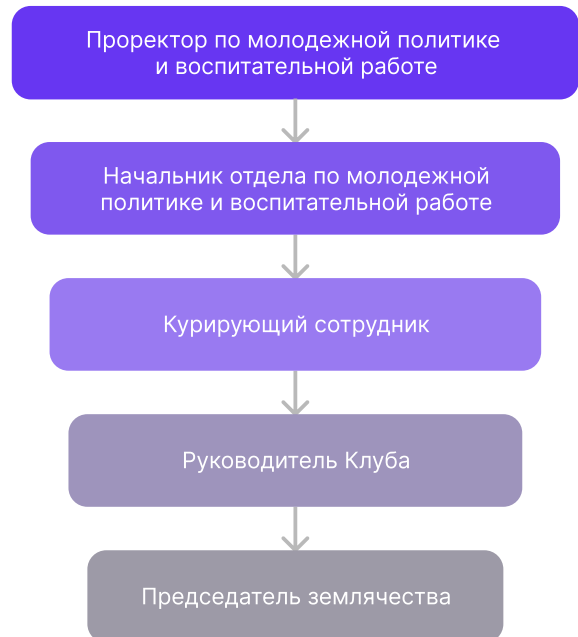 Проректор по молодежной политике
и воспитательной работе
Начальник отдела по молодежной
политике и воспитательной работе
Курирующий сотрудник
Руководитель Клуба
Председатель землячества